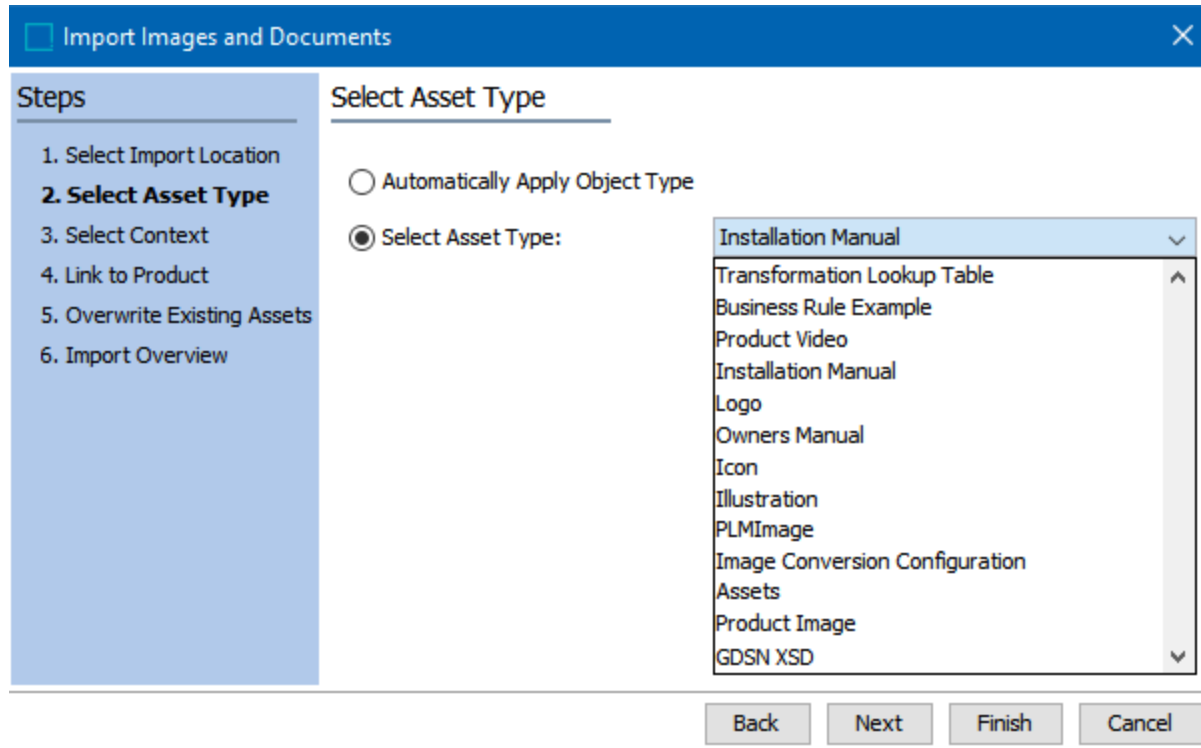 Import Images and Documents
Steps
1. Select Import Location
2. Select Asset Type
3. Select Context
4. Link to Product
5. Overwrite Existing Assets
6. Import Overview
Select Asset Type
Automatically Apply Object Type
Select Asset Type:
Installation Manual
Transformation Lookup Table
Business Rule Example
Product Video
Installation Manual
Logo
Owners Manual
Icon
Illustration
PLMImage
Image Conversion Configuration
Assets
Product Image
GDSN XSD
Back Next Finish Cancel